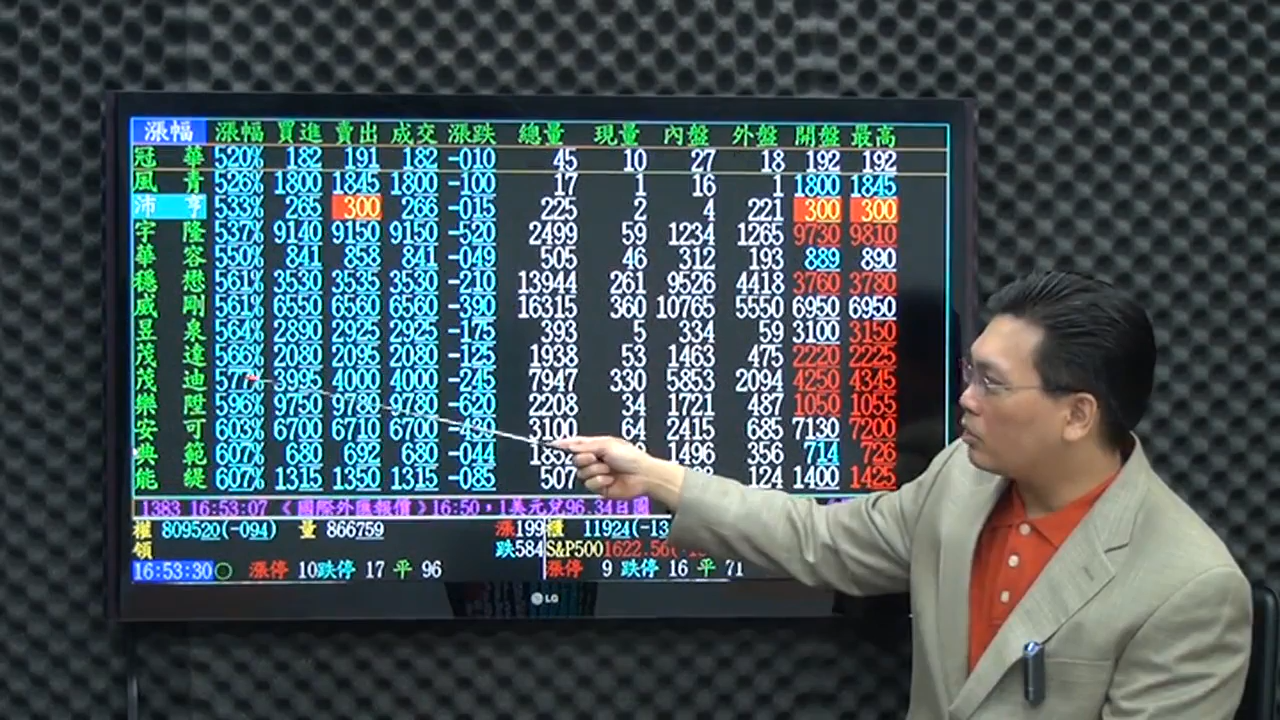 漲幅 漲幅 買進 賣出 成交 漲跌 總量 現量 內盤 外盤 開盤 最高
冠華 520% 182 191 182 -010 45 10 27 18 192 192
風青 526% 1800 1845 1800 -100 17 1 16 1 1800 1845
沛亨 533% 265 300 266 -015 225 2 4 221 300 300
宇隆 537% 9140 9150 9150 -520 2499 59 1234 1265 9730 9810
華容 550% 841 858 841 -049 505 46 312 193 889 890
穩懋 561% 3530 3535 3530 -210 13944 261 9526 4418 3760 3780
威剛 561% 6550 6560 6560 -390 16315 360 10765 5550 6950 6950
昱泉 564% 2890 2925 2925 -175 393 5 334 59 3100 3150
茂達 566% 2080 2095 2080 -125 1938 53 1463 475 2220 2225
茂迪 577% 3995 4000 4000 -245 7947 330 5853 2094 4250 4345
樂陞 596% 9750 9780 9780 -620 2208 34 1721 487 1050 1055
安可 603% 6700 6710 6700 -430 3100 64 2415 685 7130 7200
典範 607% 680 692 680 -044 1496 356 714 726
能緹 607% 1315 1350 1315 -085 507 124 1400 1425
1383 16:53:07 《國際外匯報價》16:50，1美元兌96.34日圓
權 809520(-094) 量 866759 漲199 櫃 11924(-13
領 跌584 S&P500 1622.56(
16:53:30 漲停 10 跌停 17 平 96 漲停 9 跌停 16 平 71
LG